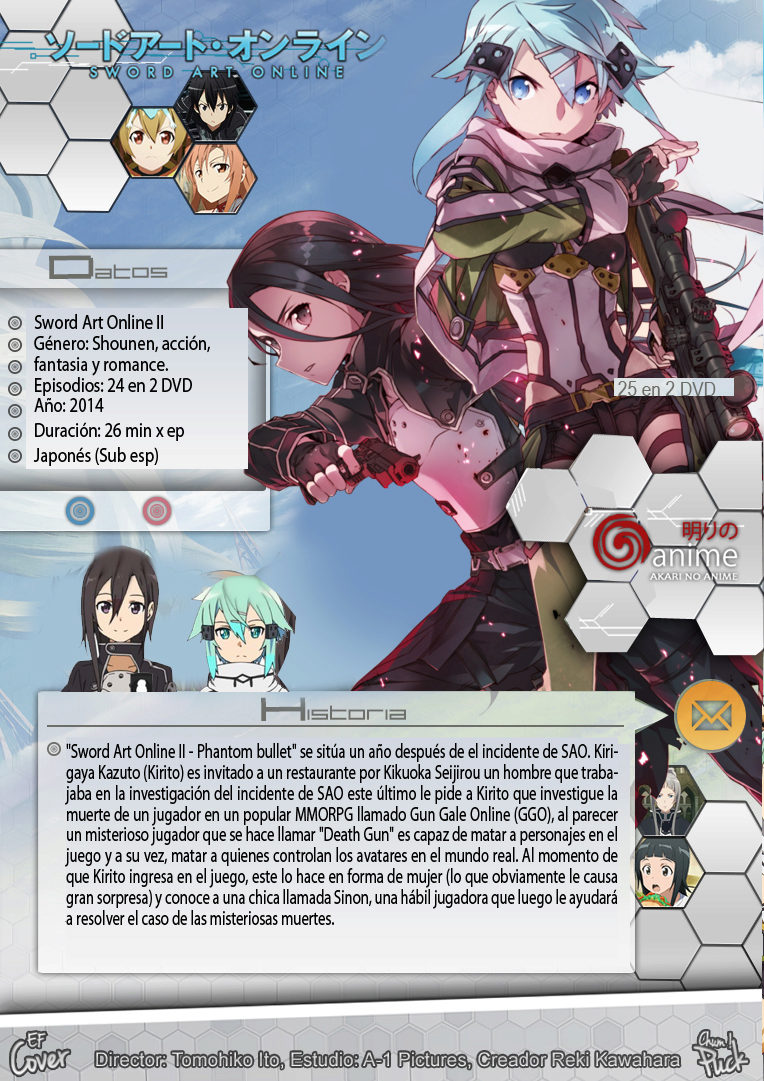 ソードアート・オンライン
SWORD ART ONLINE
Datos
Sword Art Online II
Género: Shounen, acción,
fantasia y romance.
Episodios: 24 en 2 DVD
Año: 2014
Duración: 26 min x ep
Japonés (Sub esp)
25 en 2 DVD
明りの
anime
AKARI NO ANIME
Historia
"Sword Art Online II - Phantom bullet" se sitúa un año después de el incidente de SAO. Kiri-
gaya Kazuto (Kirito) es invitado a un restaurante por Kikuoka Seijirou un hombre que traba-
jaba en la investigación del incidente de SAO este último le pide a Kirito que investigue la
muerte de un jugador en un popular MMORPG llamado Gun Gale Online (GGO), al parecer
un misterioso jugador que se hace llamar "Death Gun" es capaz de matar a personajes en el
juego y a su vez, matar a quienes controlan los avatares en el mundo real. Al momento de
que Kirito ingresa en el juego, este lo hace en forma de mujer (lo que obviamente le causa
gran sorpresa) y conoce a una chica llamada Sinon, una hábil jugadora que luego le ayudará
a resolver el caso de las misteriosas muertes.
EF
Cover
Director: Tomohiko Ito, Estudio: A-1 Pictures, Creador Reki Kawahara
Chum!
Puck